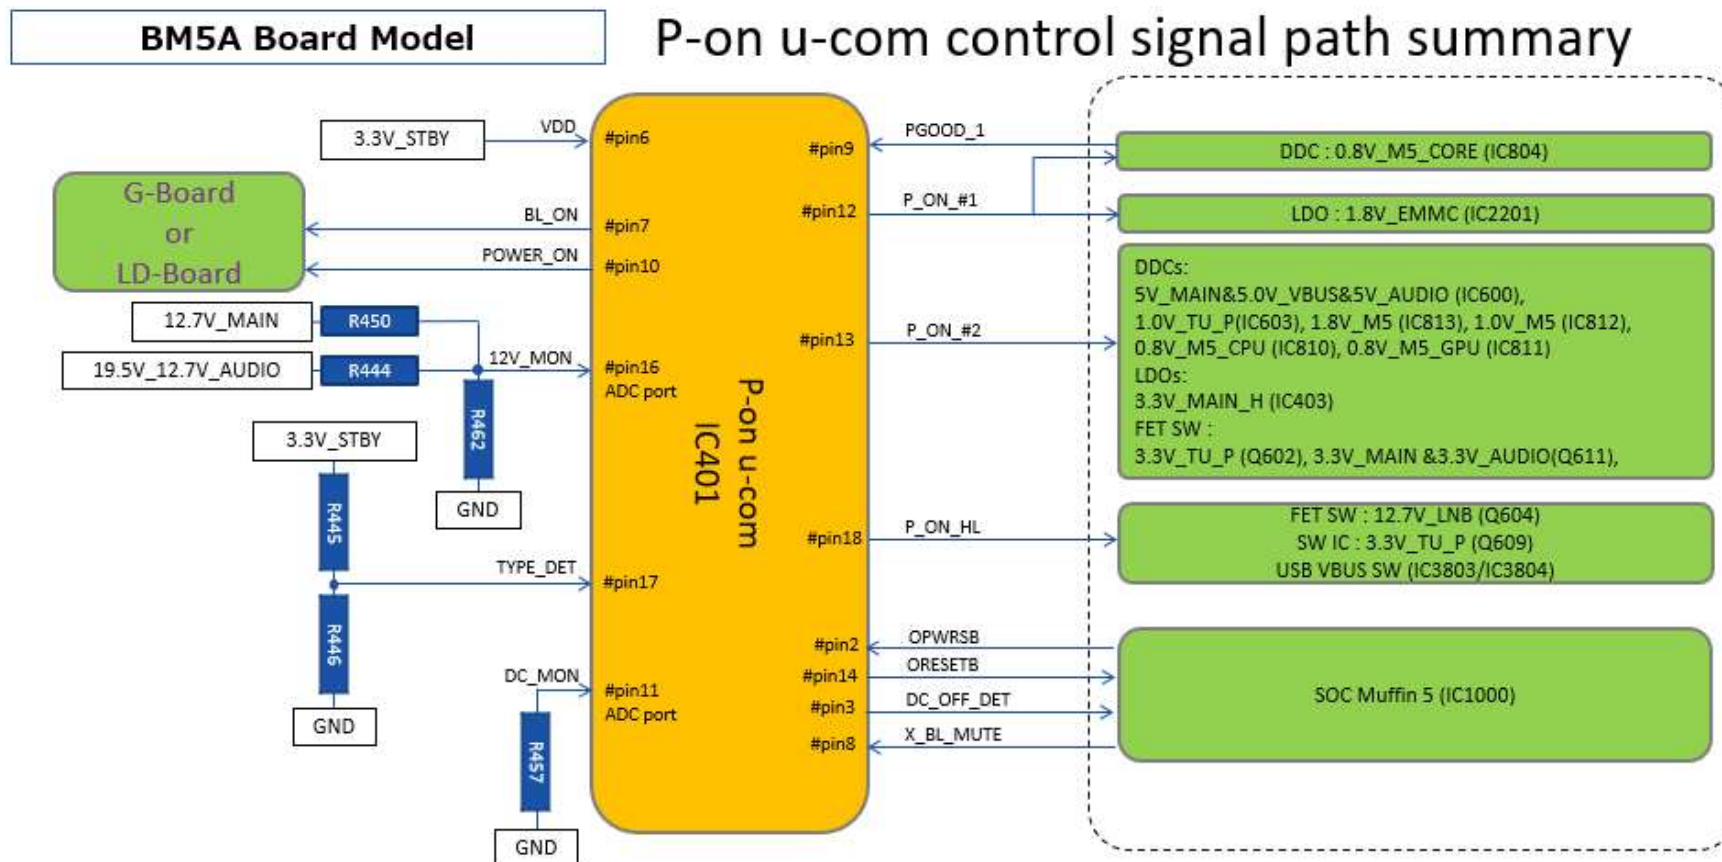 BM5A Board Model
P-on u-com control signal path summary
3.3V_STBY
VDD
#pin6
G-Board
or
LD-Board
BL_ON
#pin7
POWER_ON
#pin10
12.7V_MAIN
R450
19.5V_12.7V_AUDIO
R444
12V_MON
#pin16
ADC port
R462
GND
3.3V_STBY
R445
TYPE_DET
#pin17
R446
GND
DC_MON
#pin11
ADC port
R457
GND
P-on u-com
IC401
#pin9
PGOOD_1
DDC : 0.8V_M5_CORE (IC804)
#pin12
P_ON_#1
LDO : 1.8V_EMMC (IC2201)
#pin13
P_ON_#2
DDCs:
5V_MAIN&5.0V_VBUS&5V_AUDIO (IC600),
1.0V_TU_P(IC603), 1.8V_M5 (IC813), 1.0V_M5 (IC812),
0.8V_M5_CPU (IC810), 0.8V_M5_GPU (IC811)
LDOs:
3.3V_MAIN_H (IC403)
FET SW :
3.3V_TU_P (Q602), 3.3V_MAIN &3.3V_AUDIO(Q611),
#pin18
P_ON_HL
FET SW : 12.7V_LNB (Q604)
SW IC : 3.3V_TU_P (Q609)
USB VBUS SW (IC3803/IC3804)
#pin2
OPWRSB
#pin14
ORESETB
#pin3
DC_OFF_DET
#pin8
X_BL_MUTE
SOC Muffin 5 (IC1000)